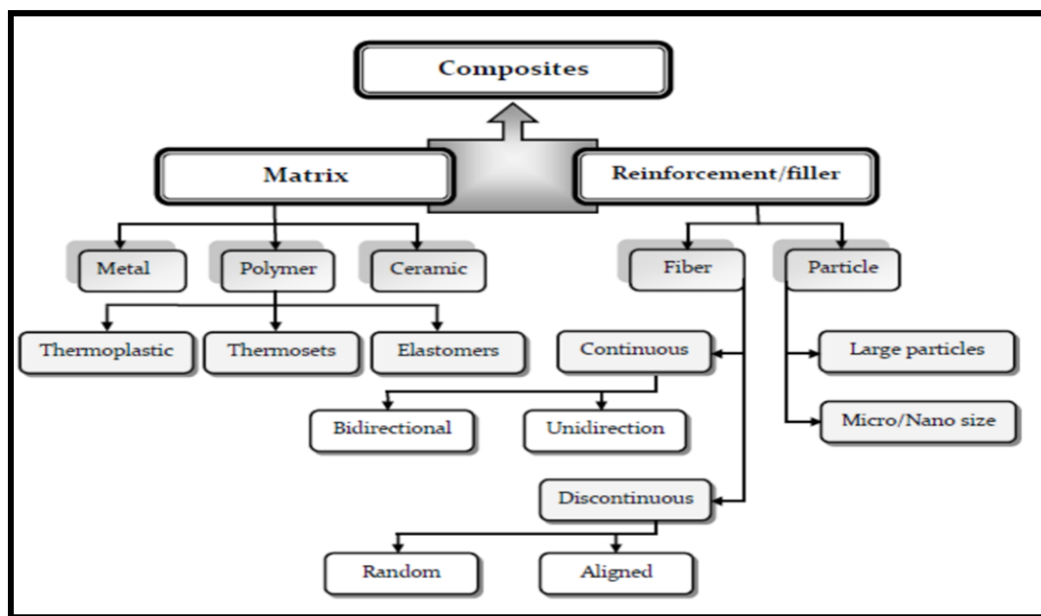 Composites
Matrix
Reinforcement/filler
Metal
Polymer
Ceramic
Fiber
Particle
Thermoplastic
Thermosets
Elastomers
Continuous
Large particles
Bidirectional
Unidirection
Micro/Nano size
Discontinuous
Random
Aligned